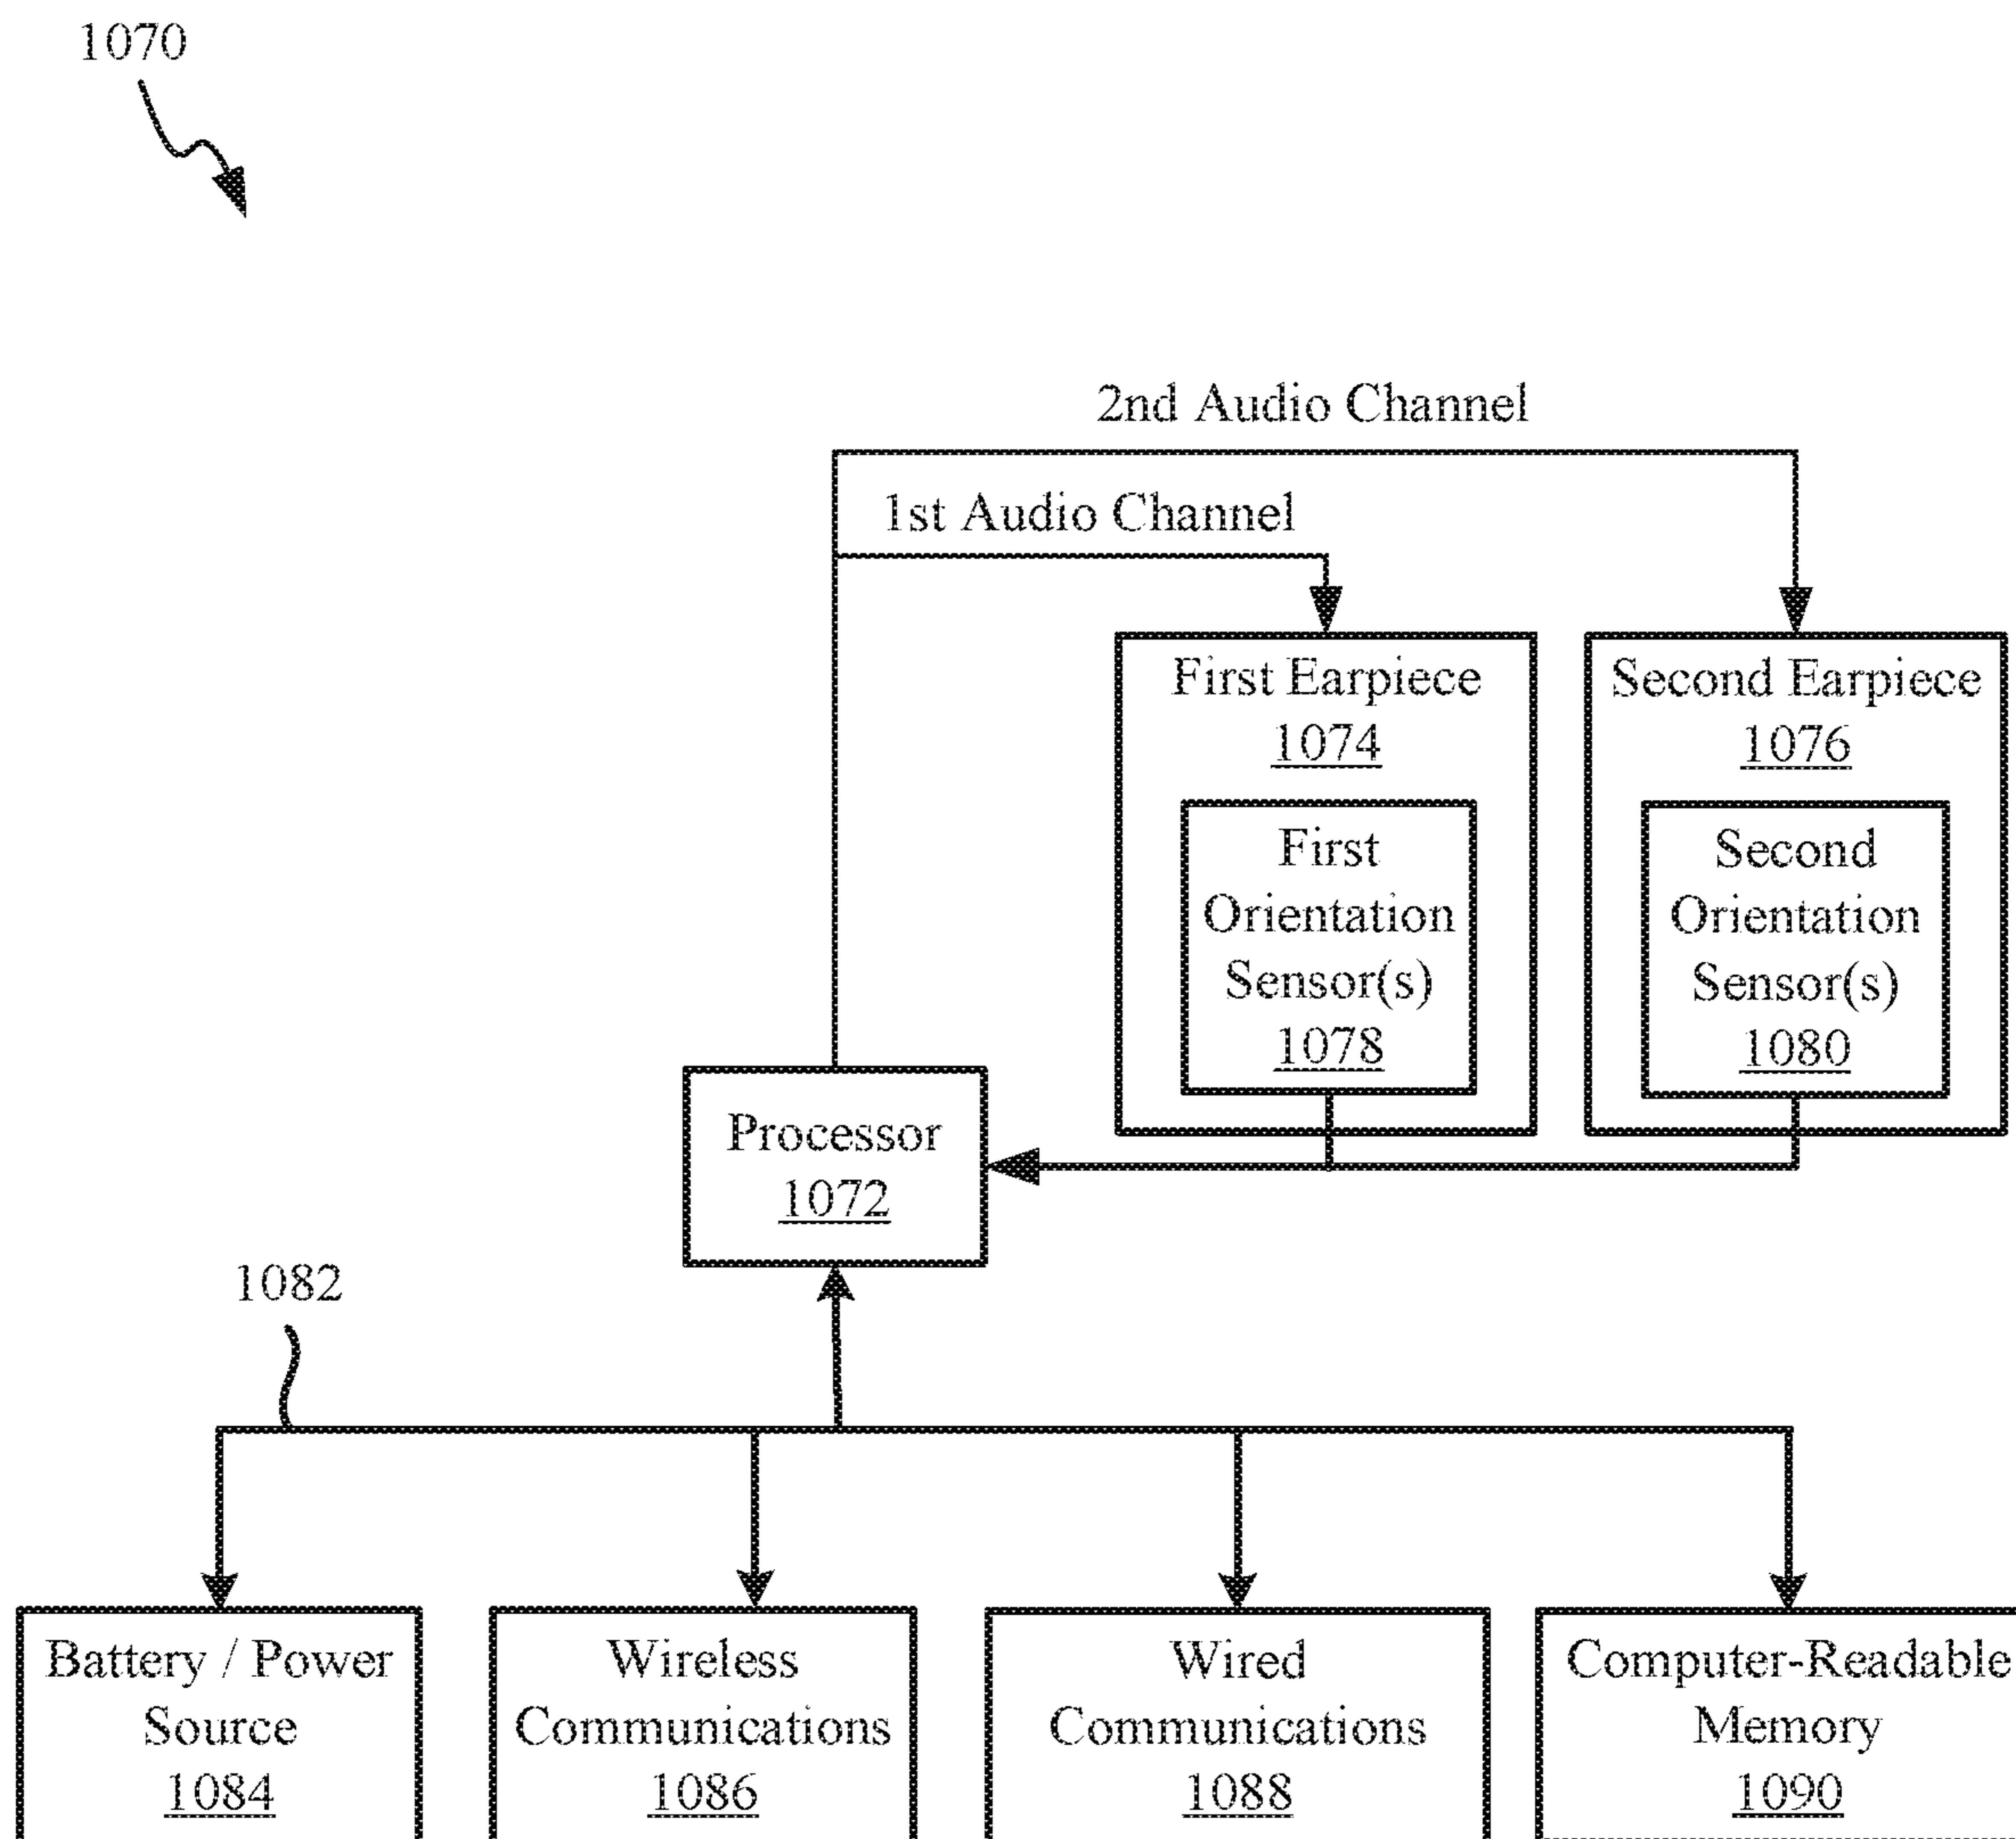 1070
2nd Audio Channel
1st Audio Channel
First Earpiece
1074
First
Orientation
Sensor(s)
1078
Second Earpiece
1076
Second
Orientation
Sensor(s)
1080
Processor
1072
1082
Battery / Power
Source
1084
Wireless
Communications
1086
Wired
Communications
1088
Computer-Readable
Memory
1090